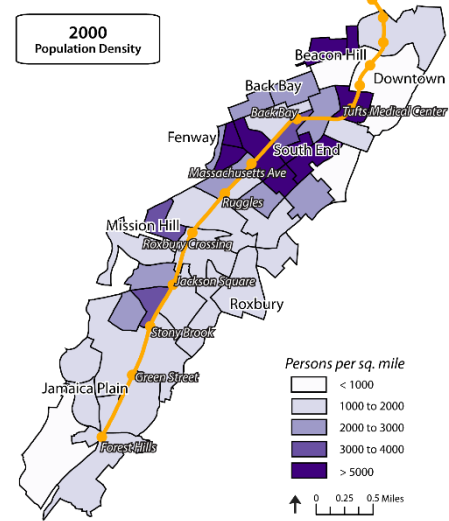 2000
Population Density
Beacon Hill
Downtown
Back Bay
Back Bay
Tufts Medical Center
Fenway
South End
Massachusetts Ave
Ruggles
Mission Hill
Roxbury Crossing
Jackson Square
Roxbury
Stony Brook
Green Street
Jamaica Plain
Forest Hills
Persons per sq. mile
< 1000
1000 to 2000
2000 to 3000
3000 to 4000
> 5000
0 0.25 0.5 Miles